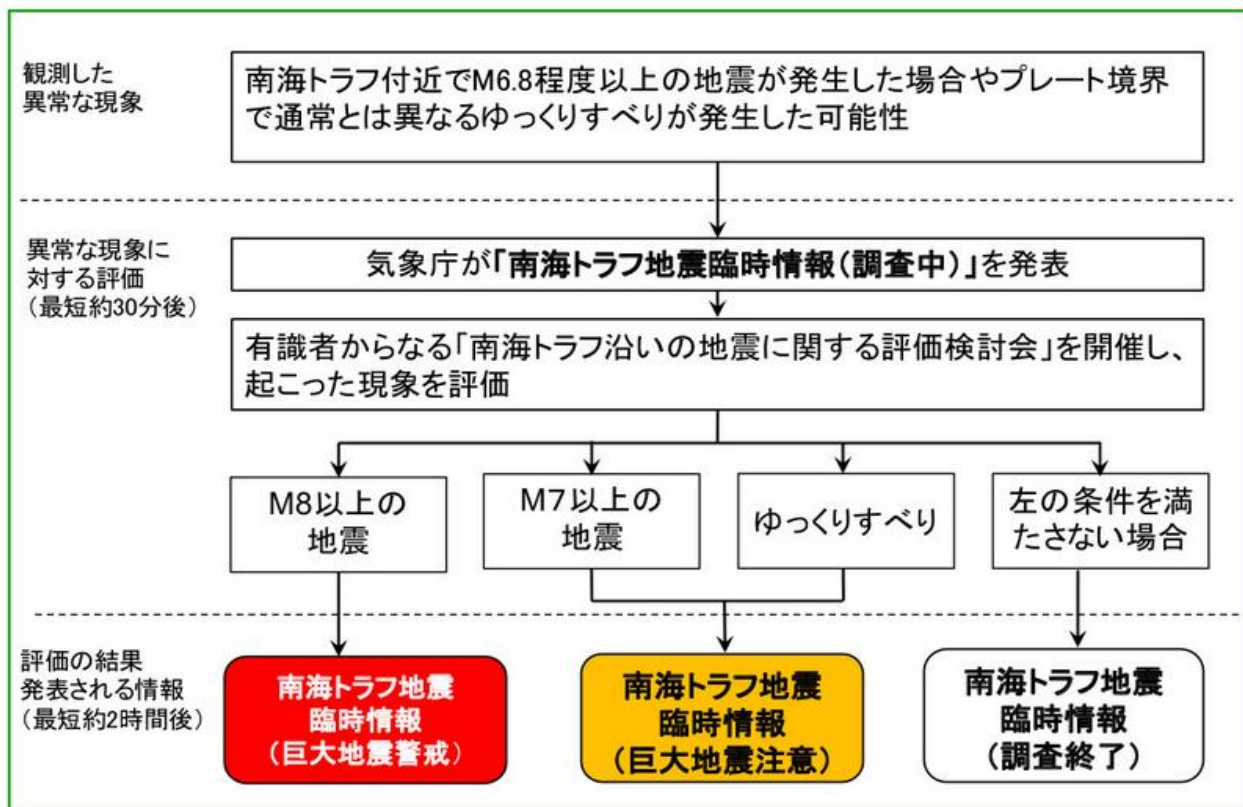 観測した
異常な現象
南海トラフ付近でM6.8程度以上の地震が発生した場合やプレート境界
で通常とは異なるゆっくりすべりが発生した可能性
異常な現象に
対する評価
(最短約30分後)
気象庁が「南海トラフ地震臨時情報(調査中)」を発表
有識者からなる「南海トラフ沿いの地震に関する評価検討会」を開催し、
起こった現象を評価
M8以上の
地震
M7以上の
地震
ゆっくりすべり
左の条件を満
たさない場合
評価の結果
発表される情報
(最短約2時間後)
南海トラフ地震
臨時情報
(巨大地震警戒)
南海トラフ地震
臨時情報
(巨大地震注意)
南海トラフ地震
臨時情報
(調査終了)